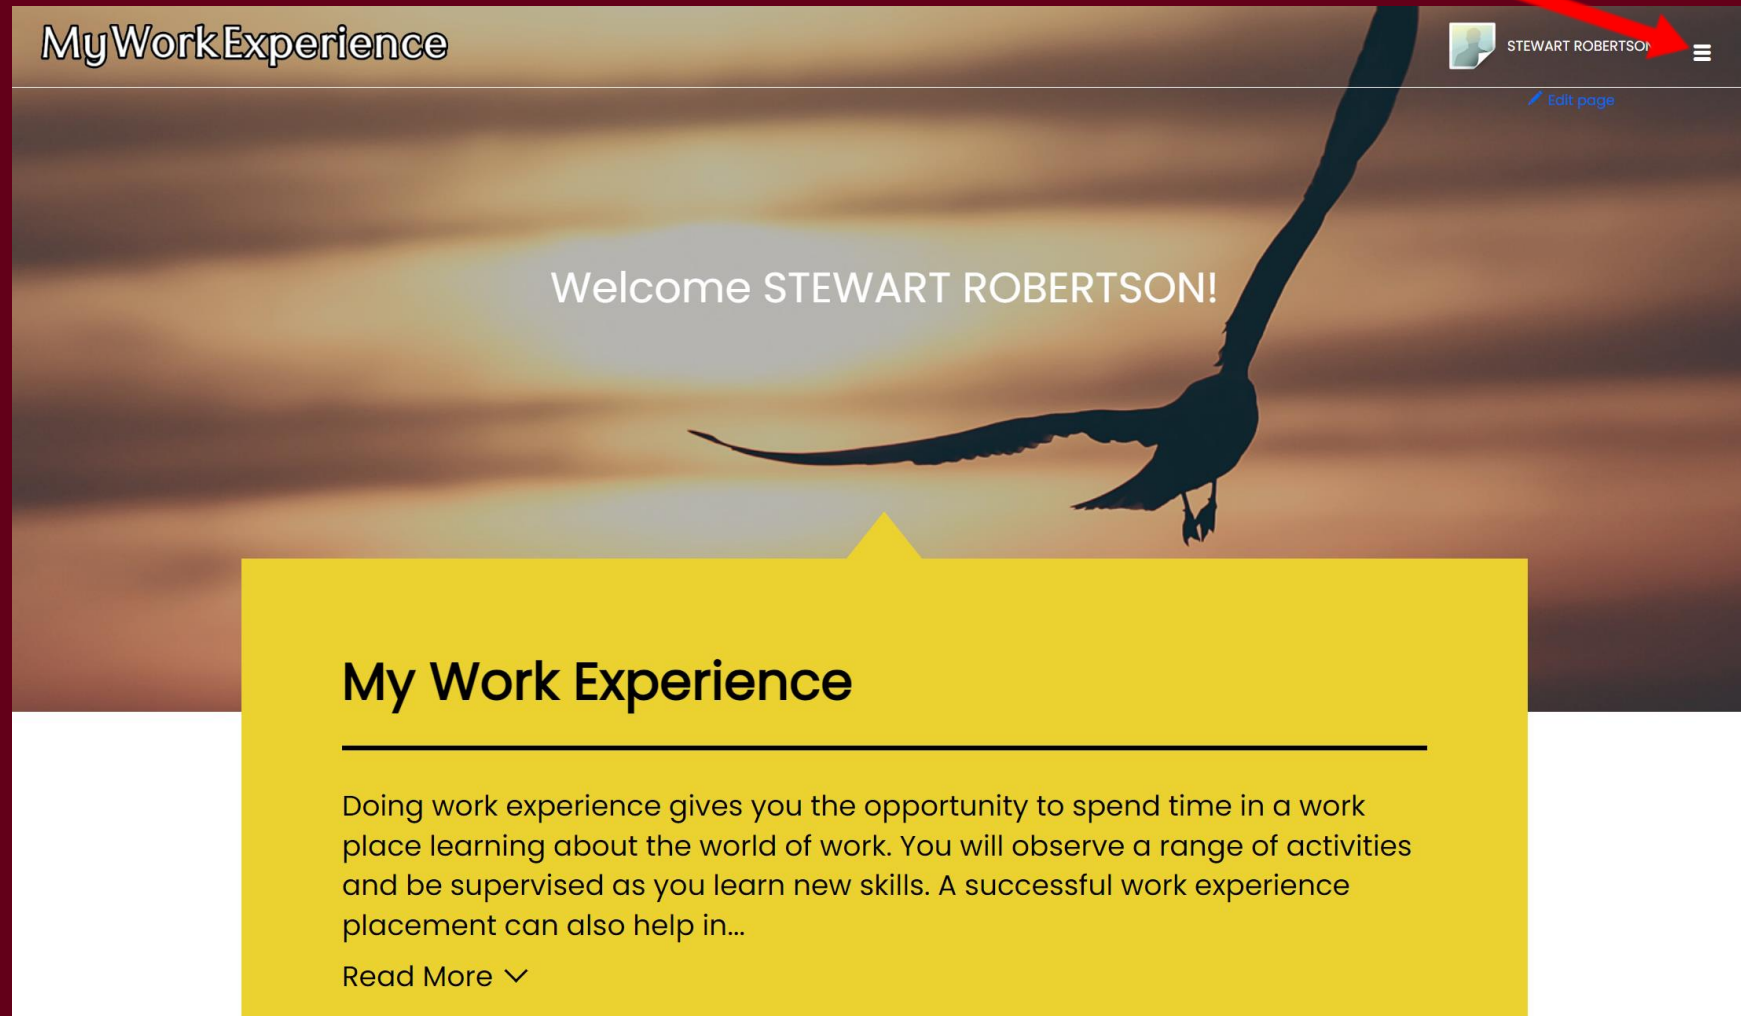 MyWorkExperience
STEWART ROBERTSON
Edit page
Welcome STEWART ROBERTSON!
My Work Experience
Doing work experience gives you the opportunity to spend time in a work
place learning about the world of work. You will observe a range of activities
and be supervised as you learn new skills. A successful work experience
placement can also help in...
Read More